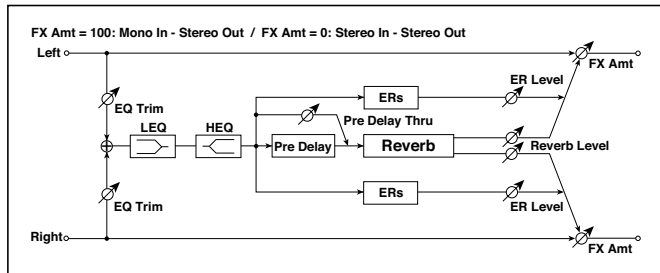 FX Amt = 100: Mono In - Stereo Out / FX Amt = 0: Stereo In - Stereo Out
Left
FX Amt
EQ Trim
ERs
ER Level
LEQ
HEQ
Pre Delay Thru
Pre Delay
Reverb
Reverb Level
EQ Trim
ERs
ER Level
Right
FX Amt